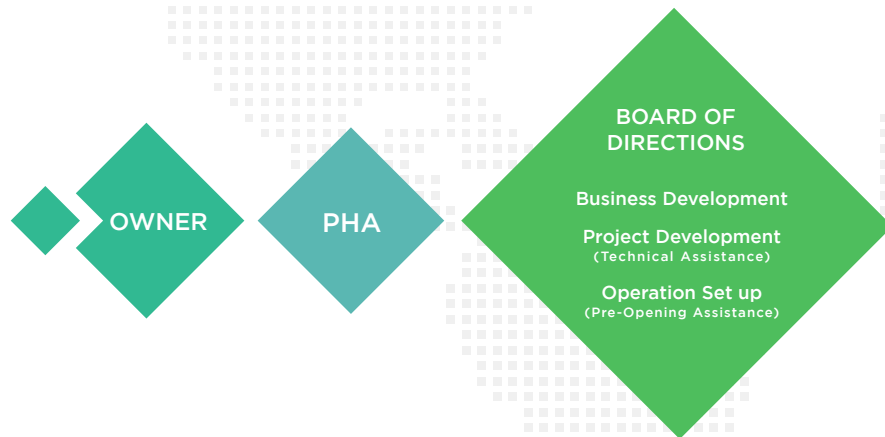 OWNER
PHA
BOARD OF
DIRECTIONS
Business Development
Project Development
(Technical Assistance)
Operation Set up
(Pre-Opening Assistance)